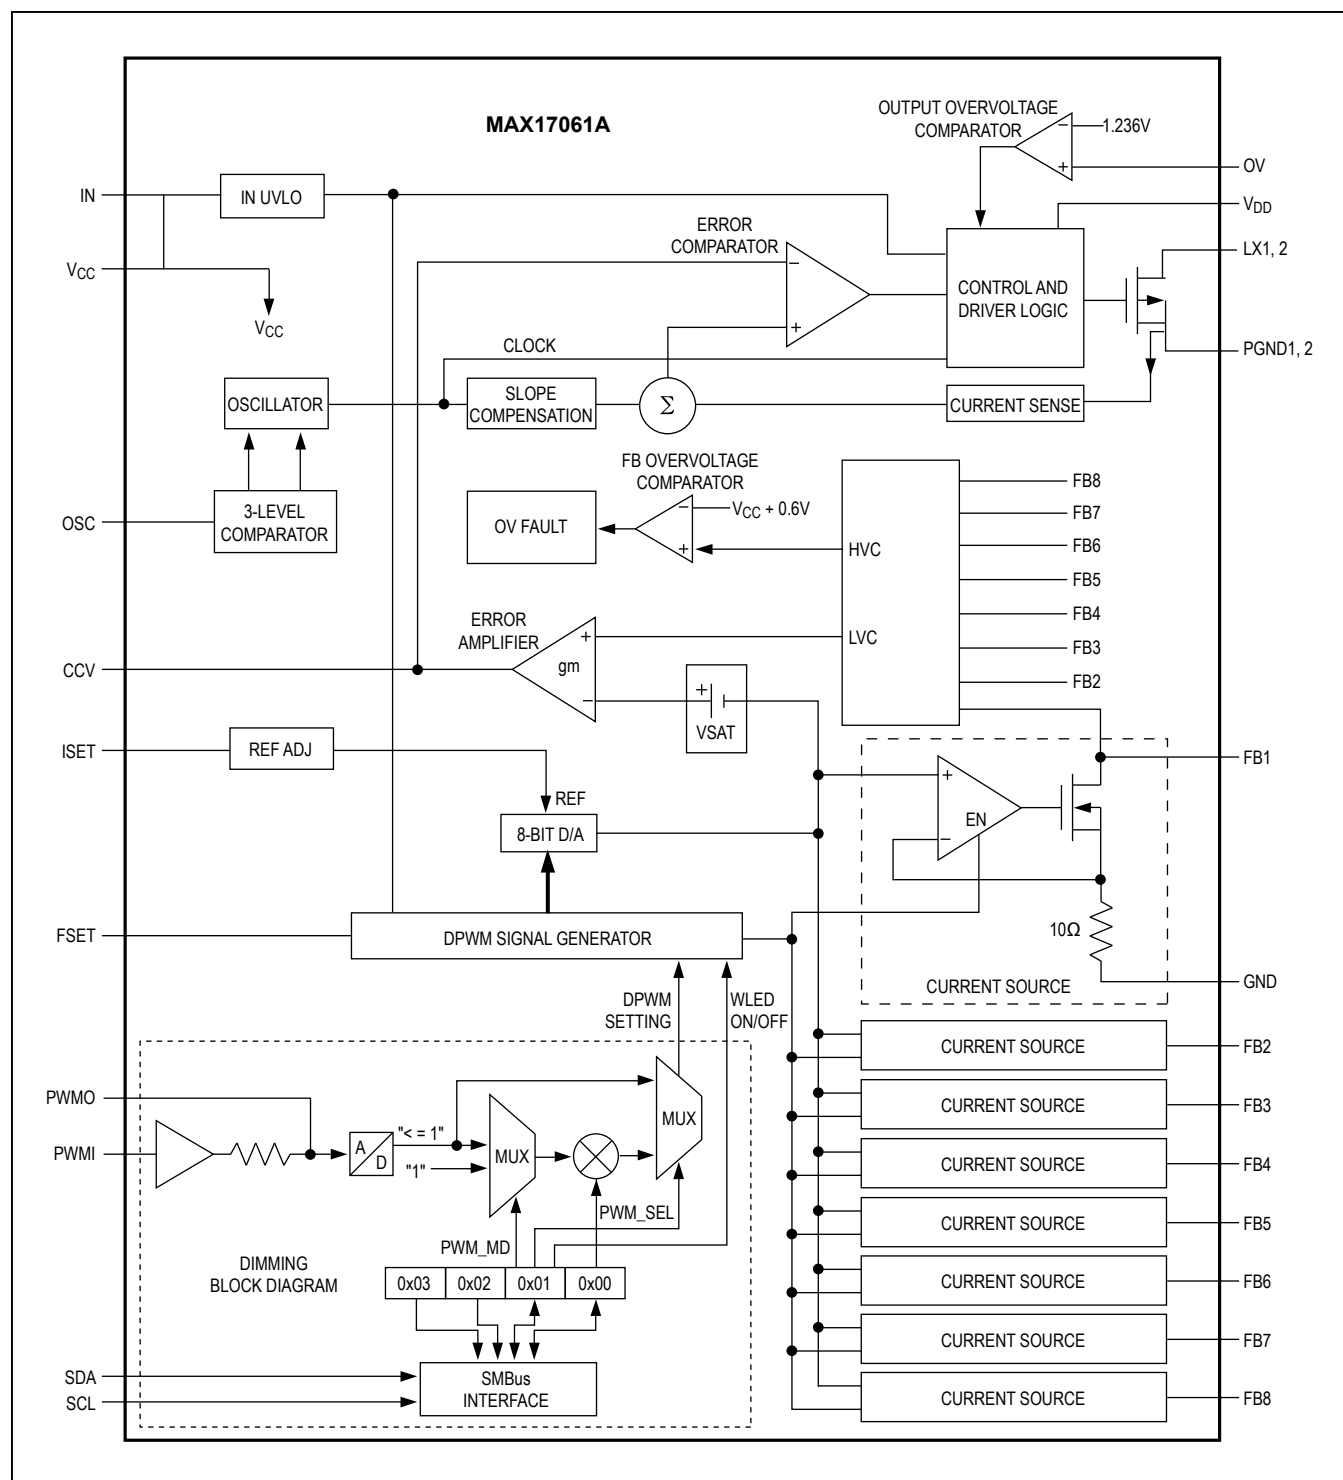 MAX17061A
OUTPUT OVERVOLTAGE
COMPARATOR
−
1.236V
+
OV
IN
IN UVLO
VDD
ERROR
COMPARATOR
−
+
LX1, 2
VCC
VCC
CONTROL AND
DRIVER LOGIC
CLOCK
PGND1, 2
OSCILLATOR
SLOPE
COMPENSATION
Σ
CURRENT SENSE
FB OVERVOLTAGE
COMPARATOR
−
VCC + 0.6V
+
OSC
3-LEVEL
COMPARATOR
OV FAULT
HVC
LVC
FB8
FB7
FB6
FB5
FB4
FB3
FB2
ERROR
AMPLIFIER
+
gm
−
CCV
+
VSAT
ISET
REF ADJ
REF
8-BIT D/A
FB1
+
EN
−
10Ω
GND
CURRENT SOURCE
FSET
DPWM SIGNAL GENERATOR
DPWM
SETTING
WLED
ON/OFF
CURRENT SOURCE
FB2
CURRENT SOURCE
FB3
CURRENT SOURCE
FB4
CURRENT SOURCE
FB5
CURRENT SOURCE
FB6
CURRENT SOURCE
FB7
CURRENT SOURCE
FB8
PWMO
PWMI
A
D
"< = 1"
"1"
MUX
MUX
PWM_SEL
PWM_MD
DIMMING
BLOCK DIAGRAM
0x03
0x02
0x01
0x00
SDA
SCL
SMBus
INTERFACE